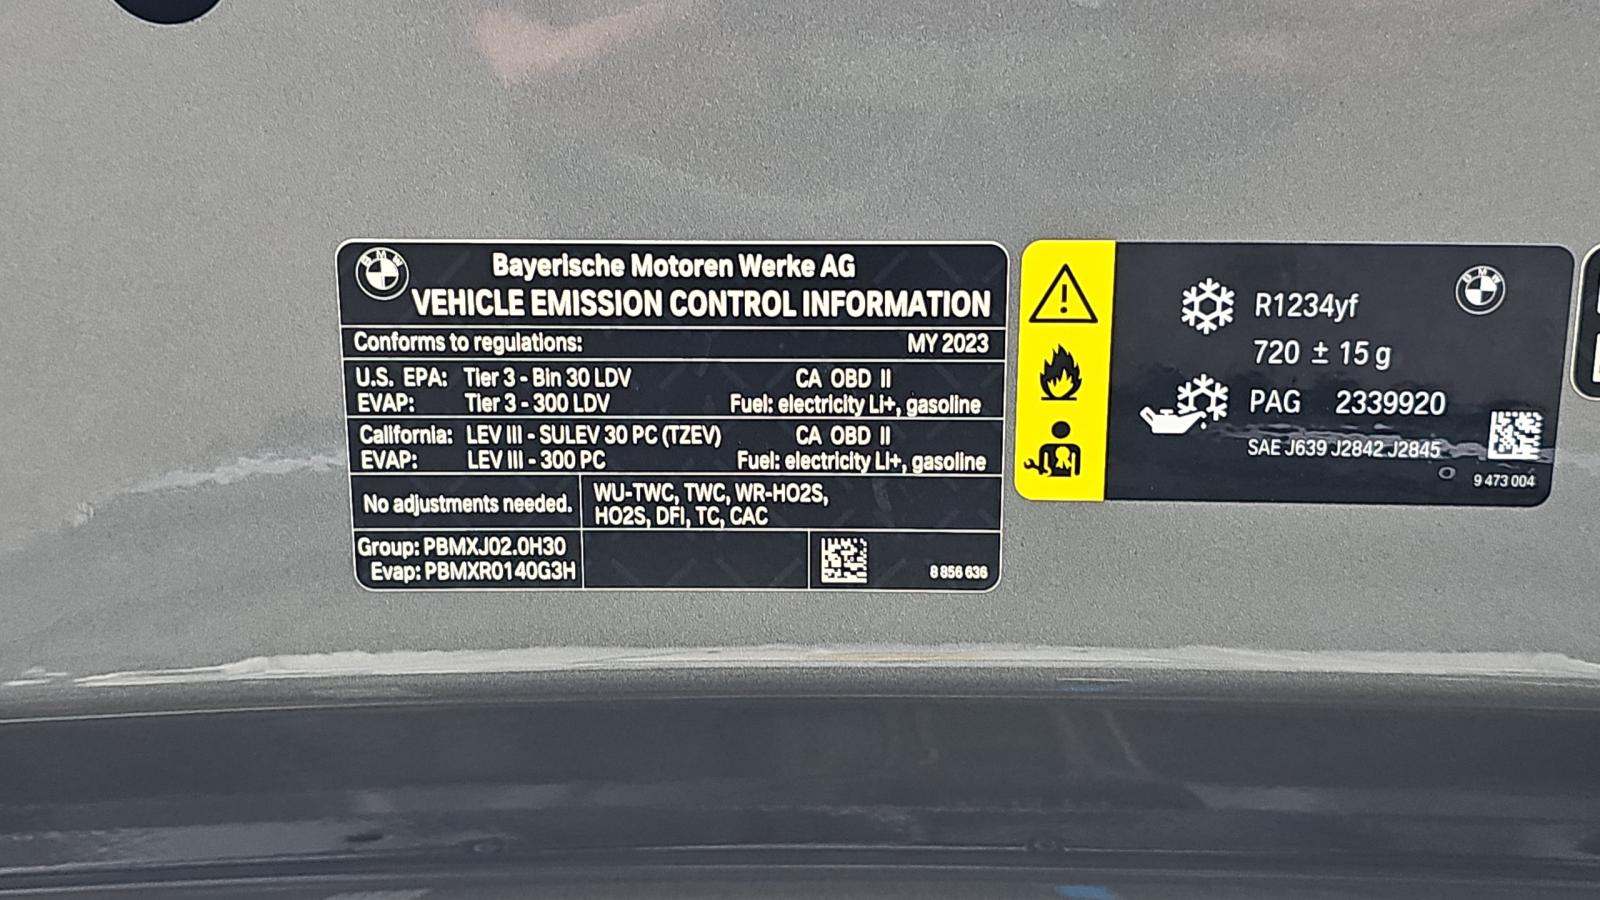 BMW
Bayerische Motoren Werke AG
VEHICLE EMISSION CONTROL INFORMATION
Conforms to regulations: MY 2023
U.S. EPA: Tier 3 - Bin 30 LDV CA OBD II
EVAP: Tier 3 - 300 LDV Fuel: electricity Li+, gasoline
California: LEV III - SULEV 30 PC (TZEV) CA OBD II
EVAP: LEV III - 300 PC Fuel: electricity Li+, gasoline
No adjustments needed.
WU-TWC, TWC, WR-HO2S,
HO2S, DFI, TC, CAC
Group: PBMXJ02.0H30
Evap: PBMXR0140G3H
8 856 636
BMW
R1234yf
720 ± 15 g
PAG 2339920
SAE J639 J2842 J2845
9 473 004